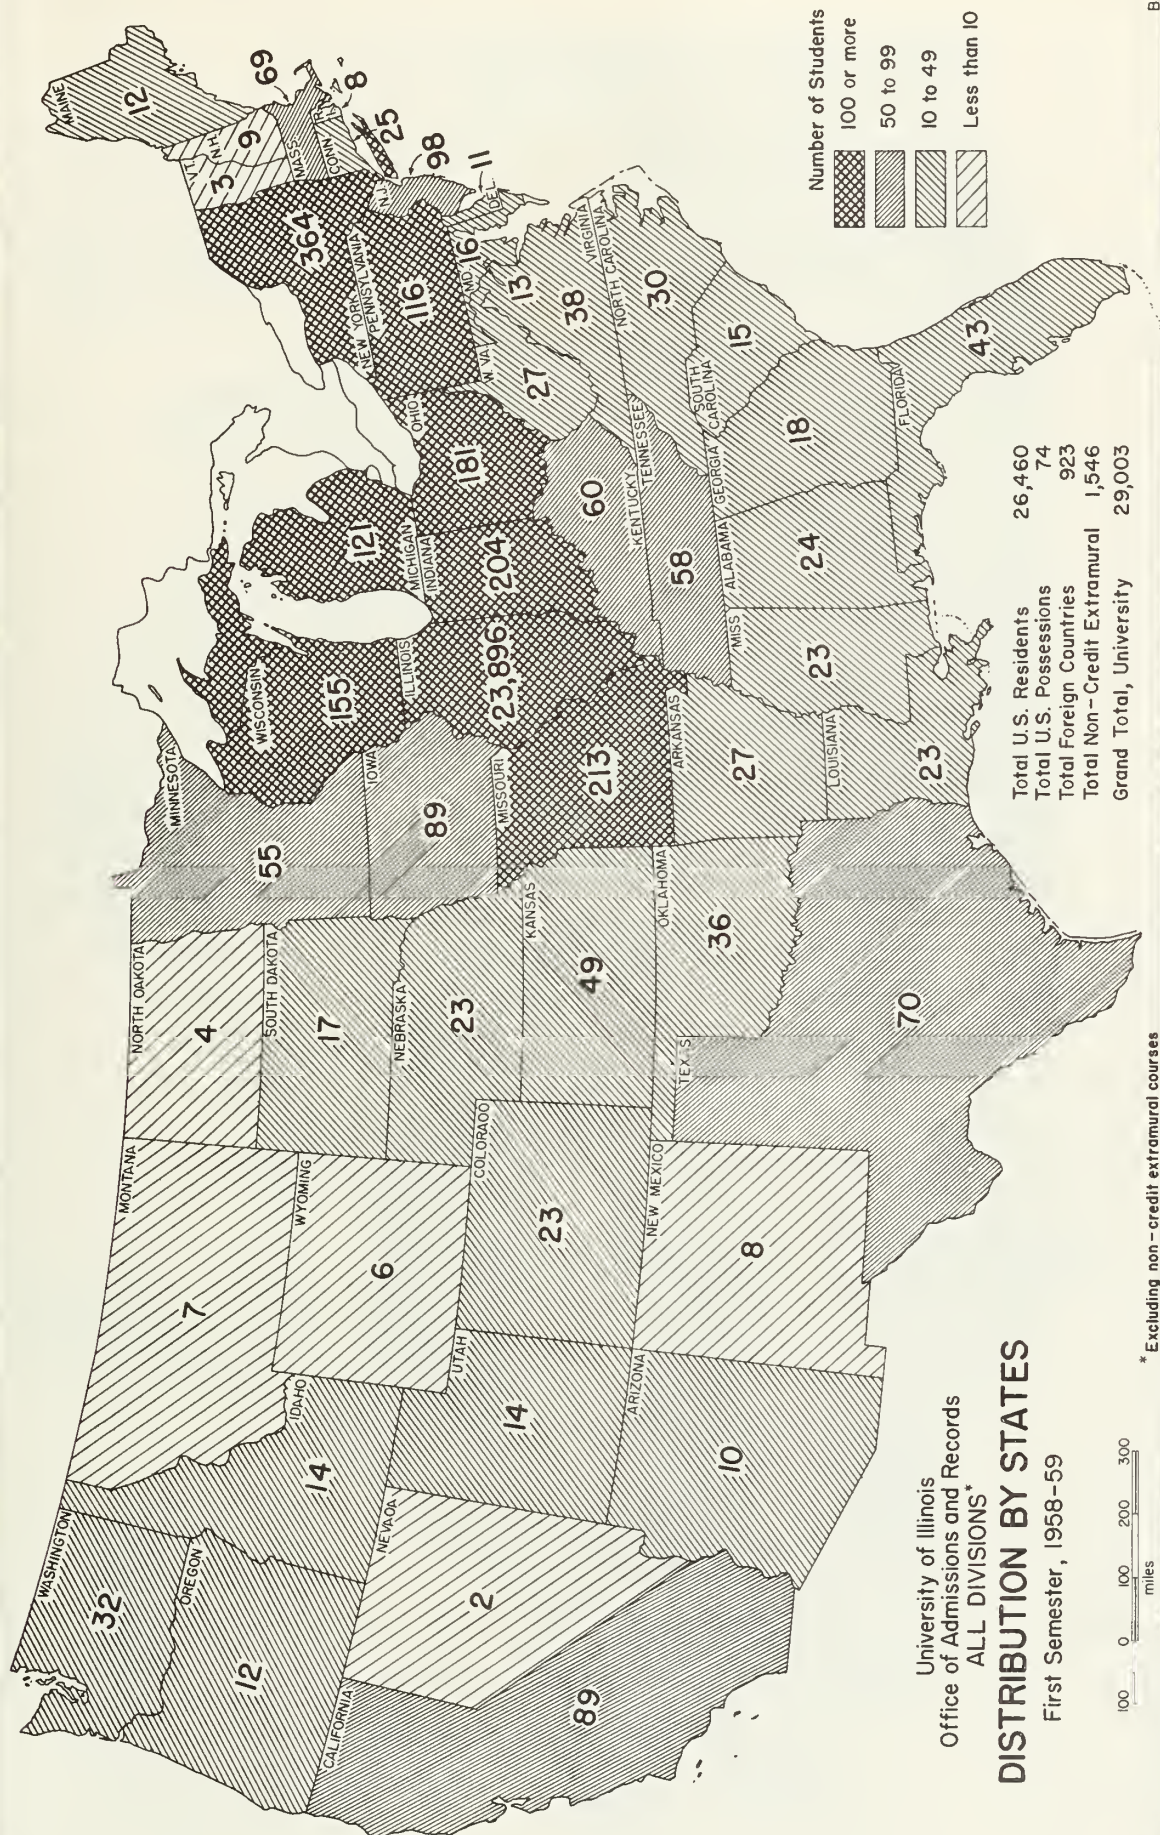 WASHINGTON
32
OREGON
12
CALIFORNIA
89
NEVADA
2
IDAHO
14
MONTANA
7
WYOMING
6
UTAH
14
ARIZONA
10
COLORADO
23
NEW MEXICO
8
NORTH DAKOTA
4
SOUTH DAKOTA
17
NEBRASKA
23
KANSAS
49
OKLAHOMA
36
TEXAS
70
MINNESOTA
55
IOWA
89
MISSOURI
213
ARKANSAS
27
LOUISIANA
23
WISCONSIN
155
ILLINOIS
23,896
MICHIGAN
121
INDIANA
204
OHIO
181
KENTUCKY
60
TENNESSEE
58
MISS
23
ALABAMA
24
GEORGIA
18
FLORIDA
43
SOUTH
CAROLINA
15
NORTH CAROLINA
30
VIRGINIA
38
W. VA.
27
13
MD.
16
DEL.
11
PENNSYLVANIA
116
NEW YORK
364
N.J.
98
CONN
25
R.I.
8
MASS
69
VT.
3
N.H.
9
MAINE
12
Number of Students
100 or more
50 to 99
10 to 49
Less than 10
Total U.S. Residents 26,460
Total U.S. Possessions 74
Total Foreign Countries 923
Total Non-Credit Extramural 1,546
Grand Total, University 29,003
University of Illinois
Office of Admissions and Records
ALL DIVISIONS*
DISTRIBUTION BY STATES
First Semester, 1958-59
100 0 100 200 300
miles
* Excluding non-credit extramural courses